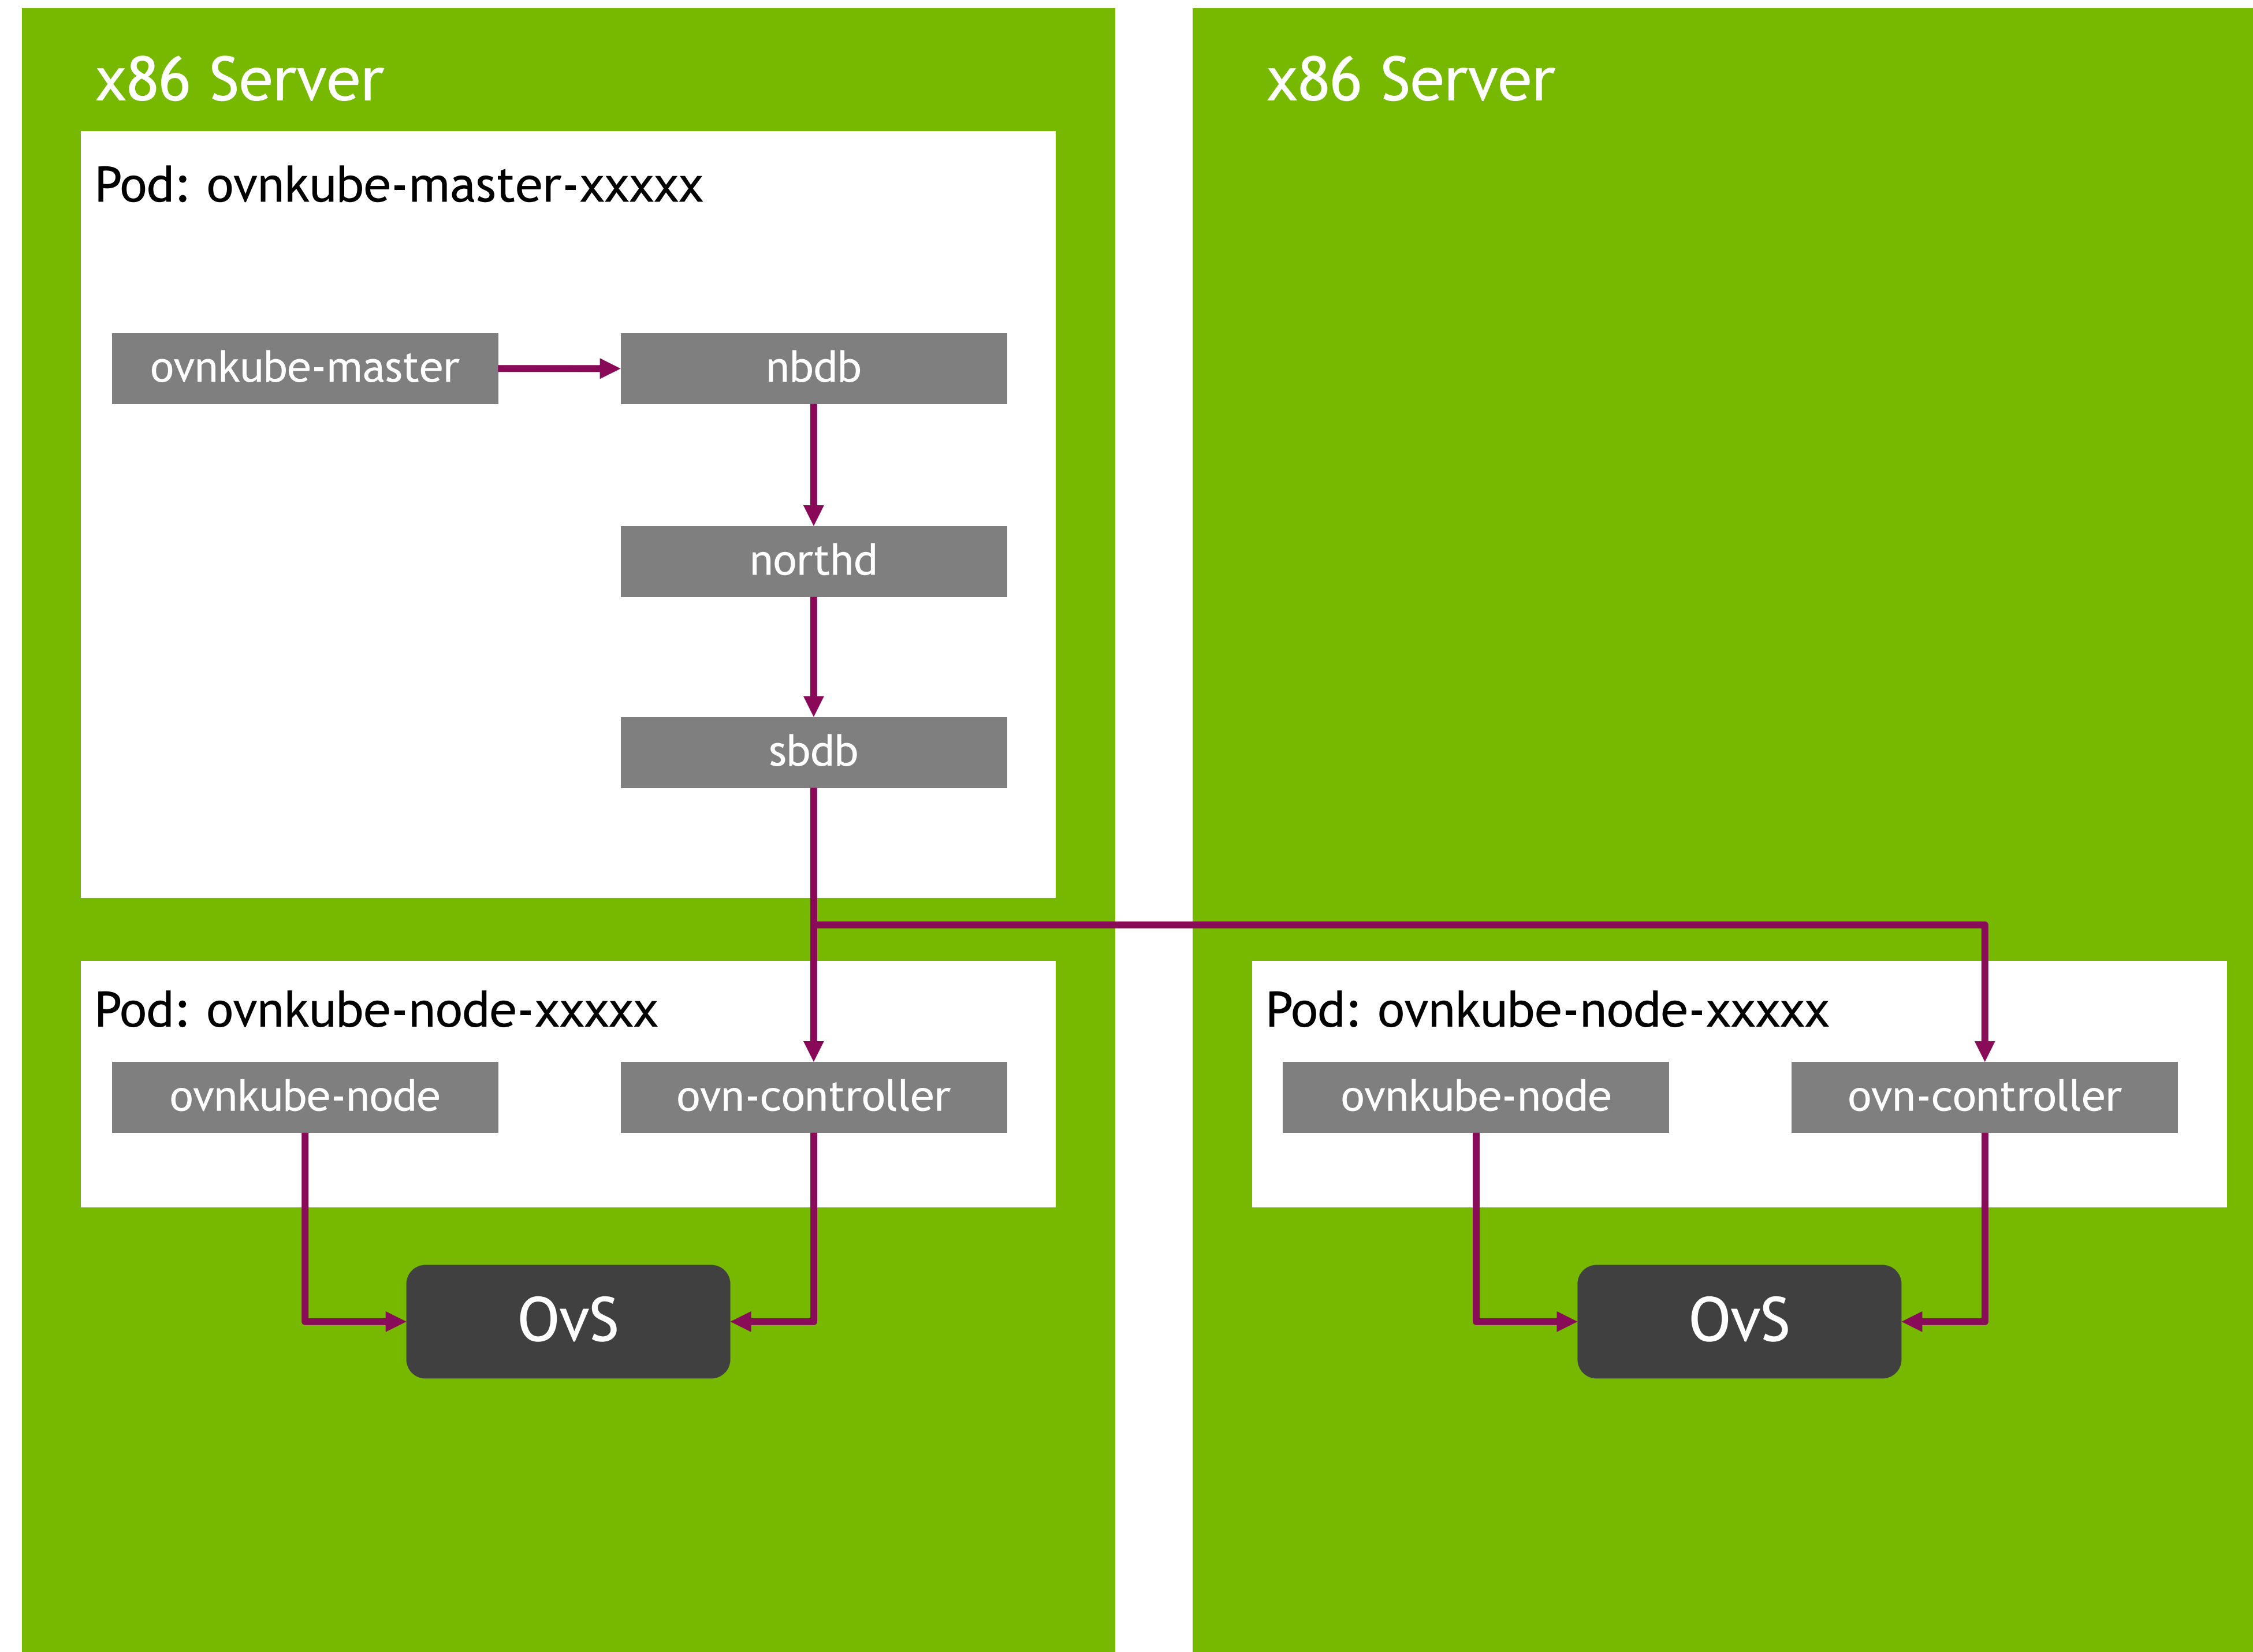 x86 Server
Pod: ovnkube-master-xxxxx
ovnkube-master
nbdb
northd
sbdb
Pod: ovnkube-node-xxxxx
ovnkube-node
ovn-controller
OvS
x86 Server
Pod: ovnkube-node-xxxxx
ovnkube-node
ovn-controller
OvS